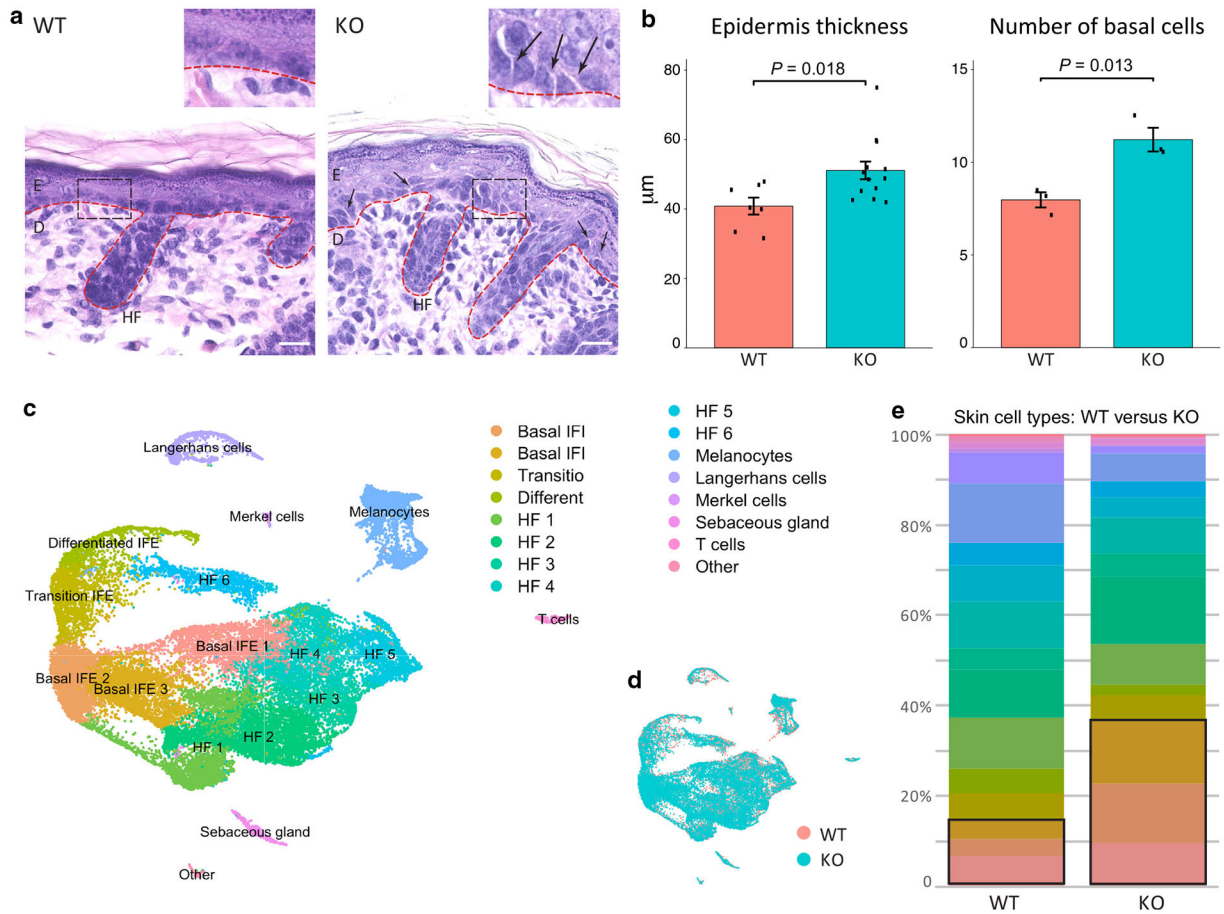 a
WT
KO
E
D
HF
E
D
HF
b
Epidermis thickness
P = 0.018
80
60
40
20
0
μm
WT
KO
Number of basal cells
P = 0.013
15
10
5
0
WT
KO
c
Langerhans cells
Merkel cells
Melanocytes
Differentiated IFE
HF 6
Transition IFE
T cells
Basal IFE 1
HF 4
HF 5
Basal IFE 2
Basal IFE 3
HF 3
HF 1
HF 2
Sebaceous gland
Other
Basal IFI
Basal IFI
Transitio
Different
HF 1
HF 2
HF 3
HF 4
HF 5
HF 6
Melanocytes
Langerhans cells
Merkel cells
Sebaceous gland
T cells
Other
d
WT
KO
e
Skin cell types: WT versus KO
100%
80%
60%
40%
20%
0
WT
KO